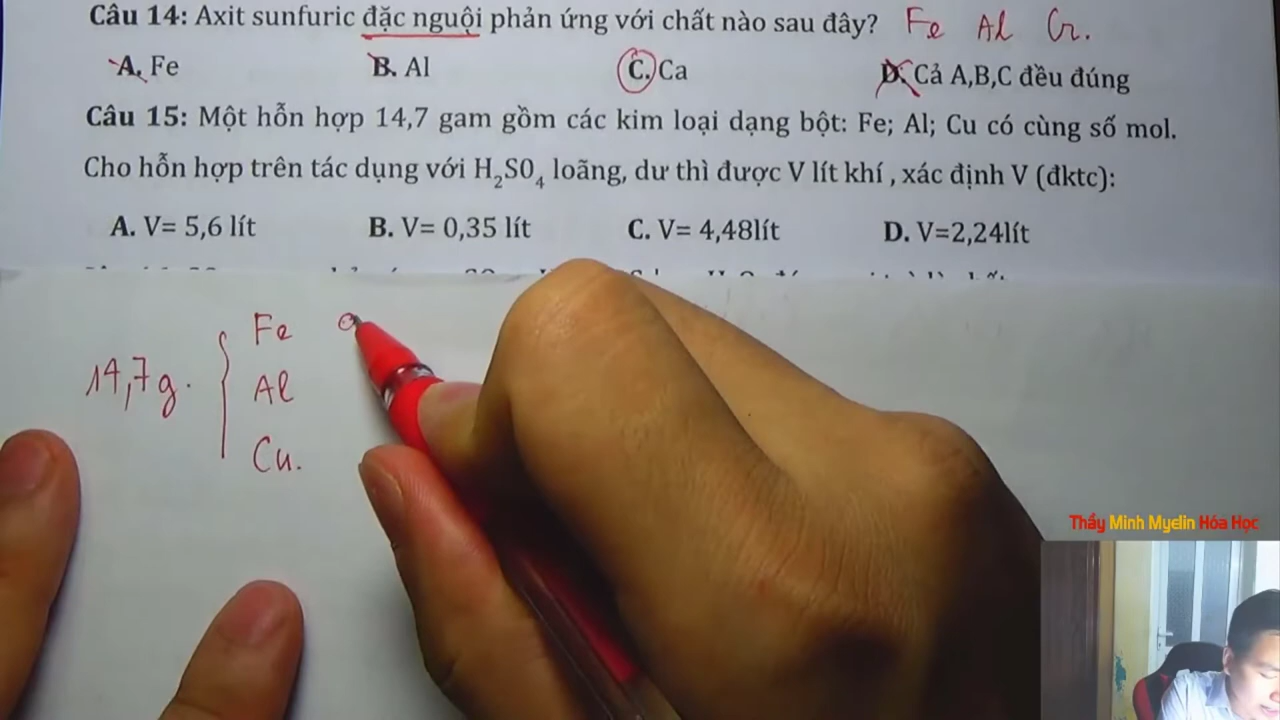 Câu 14: Axit sunfuric đặc nguội phản ứng với chất nào sau đây? Fe Al Cr.
A. Fe B. Al C. Ca D. Cả A,B,C đều đúng
Câu 15: Một hỗn hợp 14,7 gam gồm các kim loại dạng bột: Fe; Al; Cu có cùng số mol.
Cho hỗn hợp trên tác dụng với H₂S0₄ loãng, dư thì được V lít khí , xác định V (đktc):
A. V= 5,6 lít B. V= 0,35 lít C. V= 4,48lít D. V=2,24lít
Fe
14,7g.
Al
Cu.
Thầy Minh Myelin Hóa Học